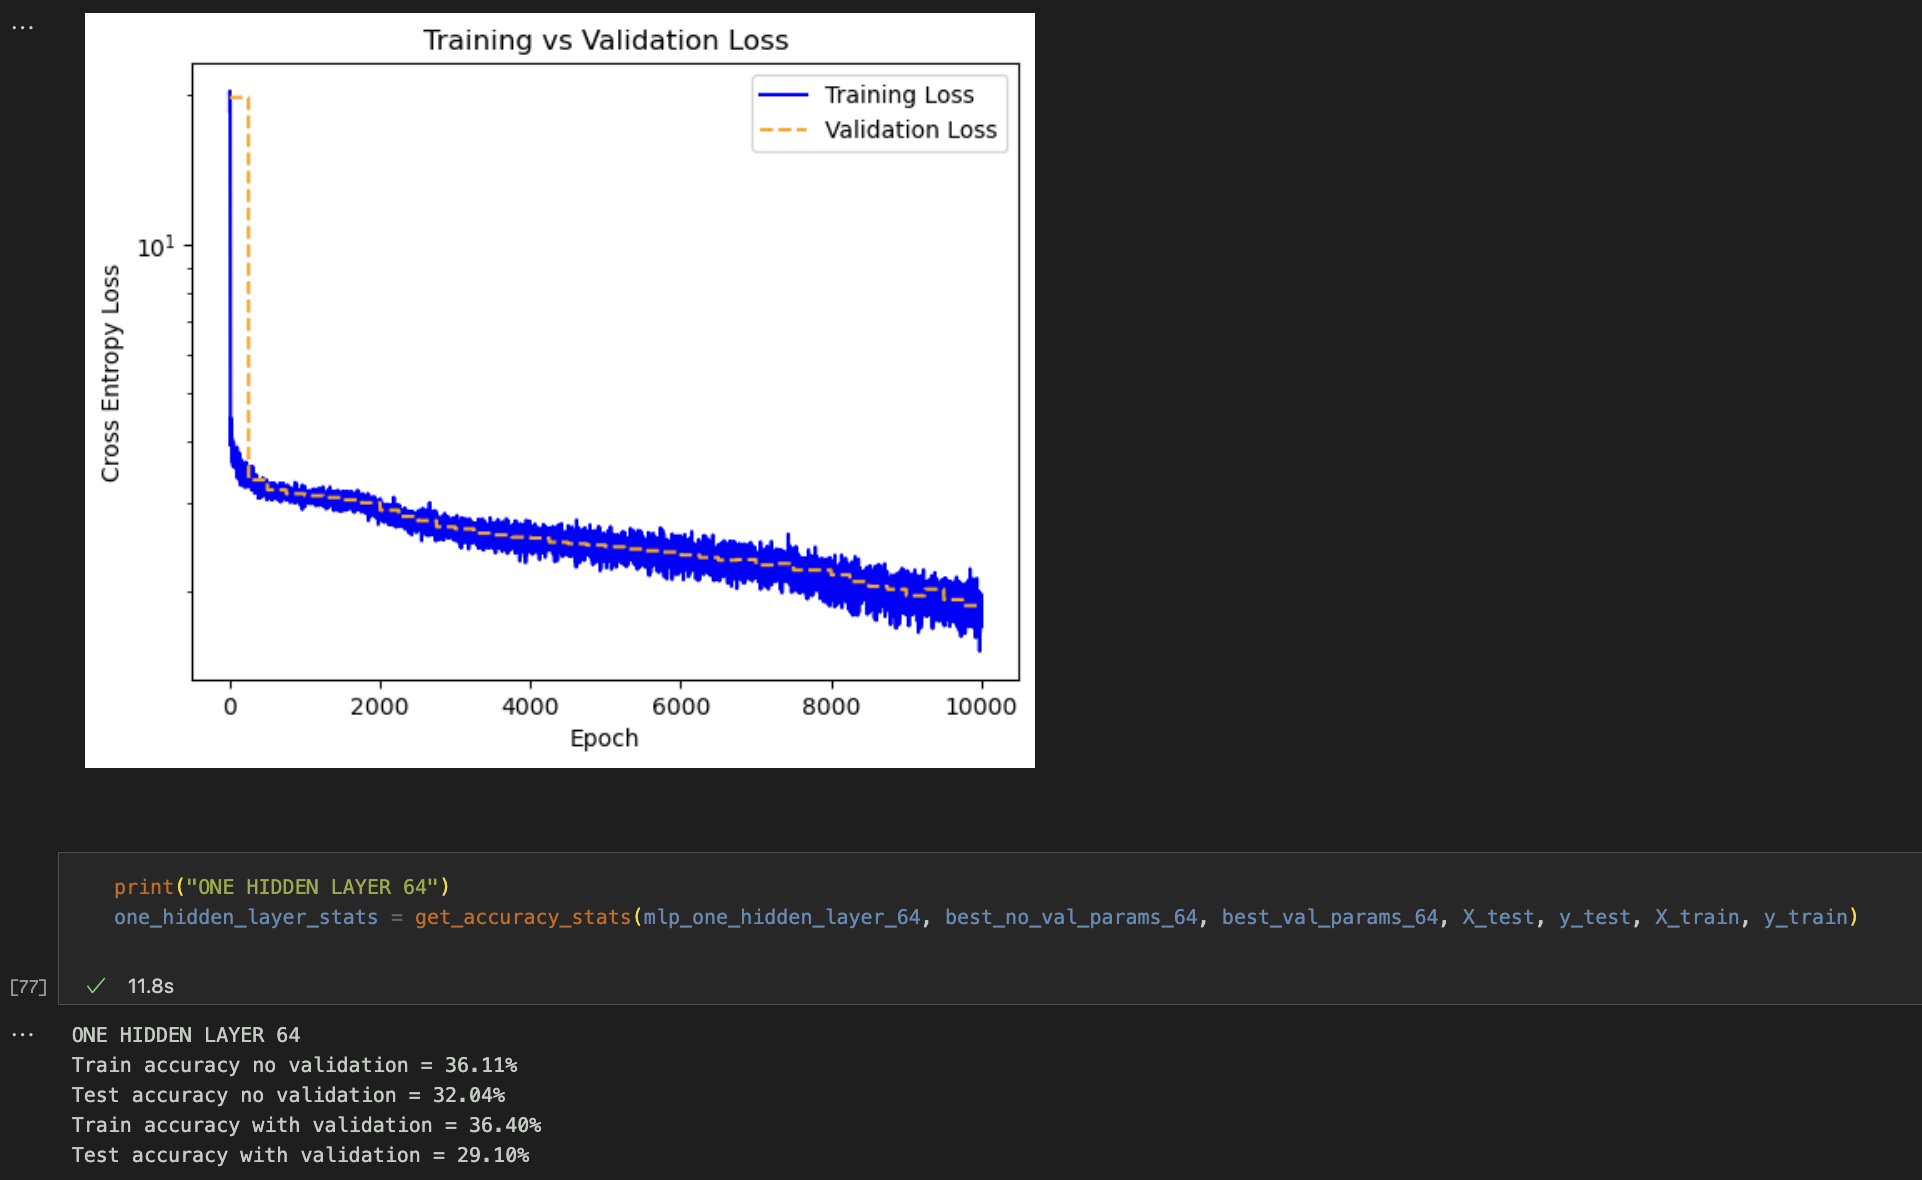 ...
Training vs Validation Loss
Training Loss
Validation Loss
10¹
Cross Entropy Loss
0 2000 4000 6000 8000 10000
Epoch
print("ONE HIDDEN LAYER 64")
one_hidden_layer_stats = get_accuracy_stats(mlp_one_hidden_layer_64, best_no_val_params_64, best_val_params_64, X_test, y_test, X_train, y_train)
[77] ✓ 11.8s
...
ONE HIDDEN LAYER 64
Train accuracy no validation = 36.11%
Test accuracy no validation = 32.04%
Train accuracy with validation = 36.40%
Test accuracy with validation = 29.10%